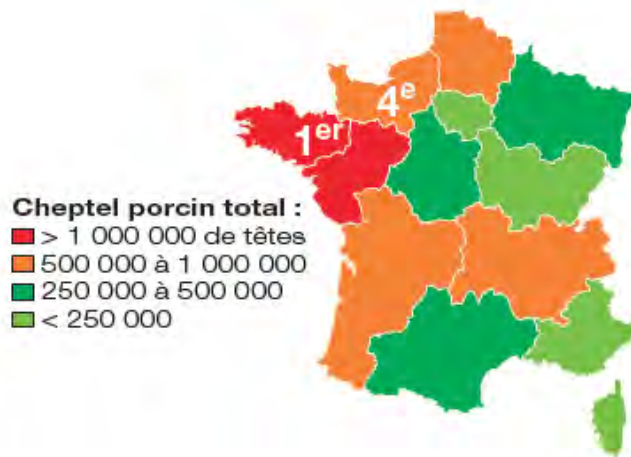 4e
1er
Cheptel porcin total :
> 1 000 000 de têtes
500 000 à 1 000 000
250 000 à 500 000
< 250 000